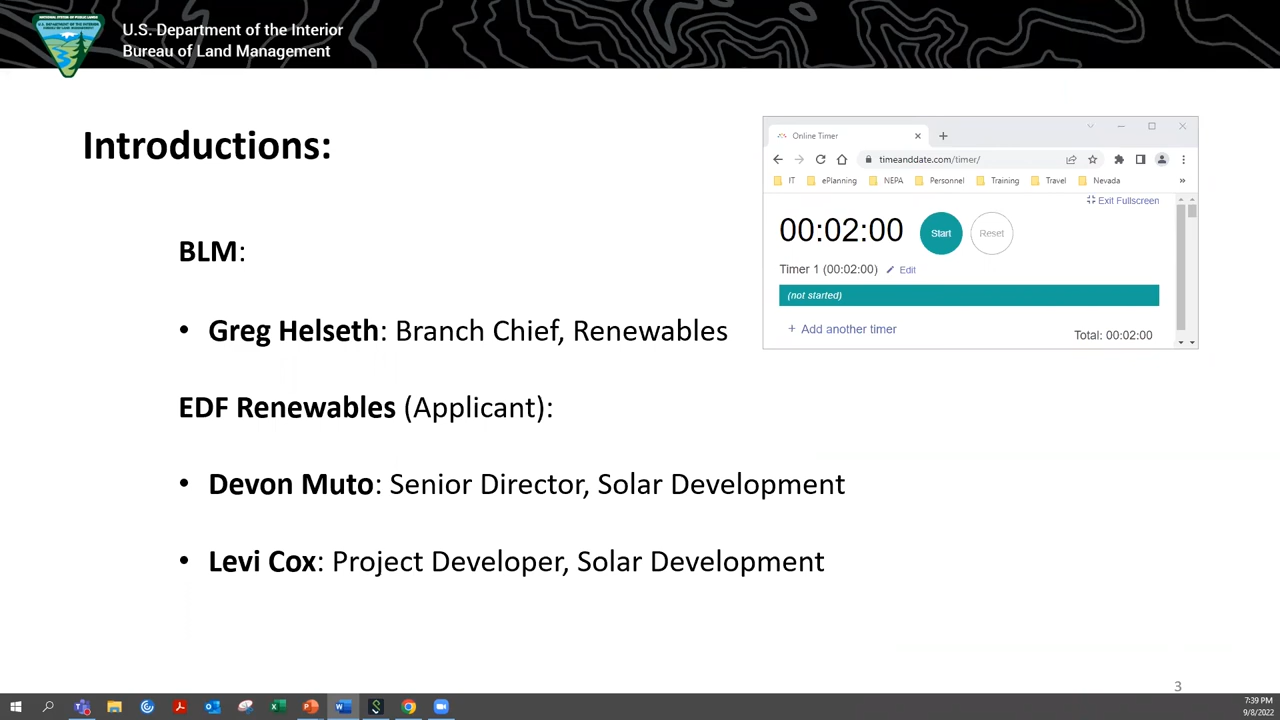 U.S. Department of the Interior
Bureau of Land Management
Introductions:
BLM:
• Greg Helseth: Branch Chief, Renewables
EDF Renewables (Applicant):
• Devon Muto: Senior Director, Solar Development
• Levi Cox: Project Developer, Solar Development
Online Timer
timeanddate.com/timer/
IT ePlanning NEPA Personnel Training Travel Nevada »
Exit Fullscreen
00:02:00 Start Reset
Timer 1 (00:02:00) Edit
(not started)
+ Add another timer
Total: 00:02:00
3
7:39 PM
9/8/2022